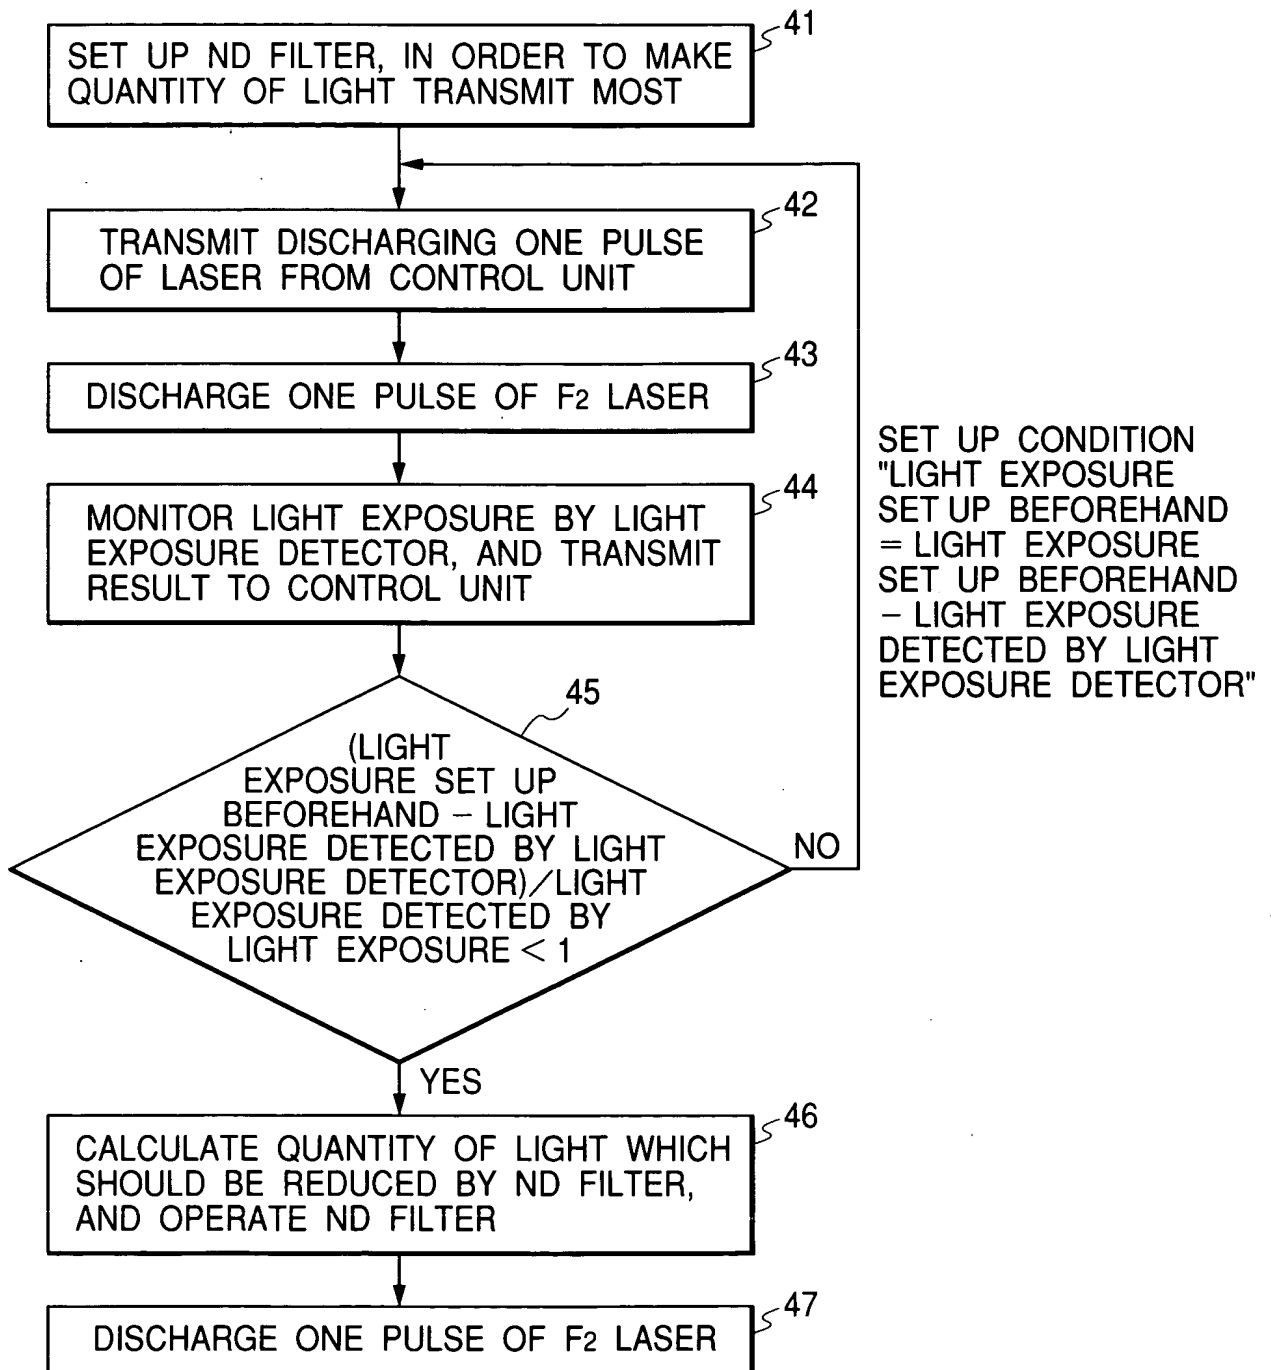 41
SET UP ND FILTER, IN ORDER TO MAKE
QUANTITY OF LIGHT TRANSMIT MOST
42
TRANSMIT DISCHARGING ONE PULSE
OF LASER FROM CONTROL UNIT
43
DISCHARGE ONE PULSE OF F2 LASER
44
MONITOR LIGHT EXPOSURE BY LIGHT
EXPOSURE DETECTOR, AND TRANSMIT
RESULT TO CONTROL UNIT
SET UP CONDITION
"LIGHT EXPOSURE
SET UP BEFOREHAND
= LIGHT EXPOSURE
SET UP BEFOREHAND
– LIGHT EXPOSURE
DETECTED BY LIGHT
EXPOSURE DETECTOR"
45
(LIGHT
EXPOSURE SET UP
BEFOREHAND – LIGHT
EXPOSURE DETECTED BY LIGHT
EXPOSURE DETECTOR)/LIGHT
EXPOSURE DETECTED BY
LIGHT EXPOSURE < 1
NO
YES
46
CALCULATE QUANTITY OF LIGHT WHICH
SHOULD BE REDUCED BY ND FILTER,
AND OPERATE ND FILTER
47
DISCHARGE ONE PULSE OF F2 LASER